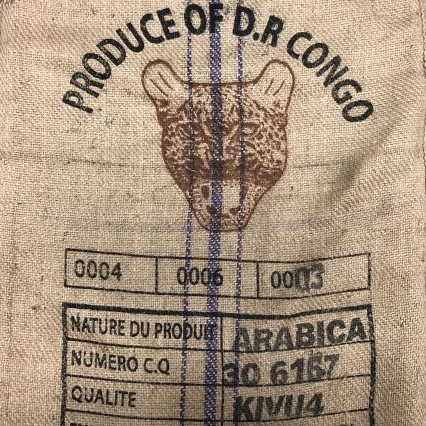 PRODUCE OF D.R CONGO
0004 0006 0003
NATURE DU PRODUIT ARABICA
NUMERO C.Q 30 6167
QUALITE KIVU4